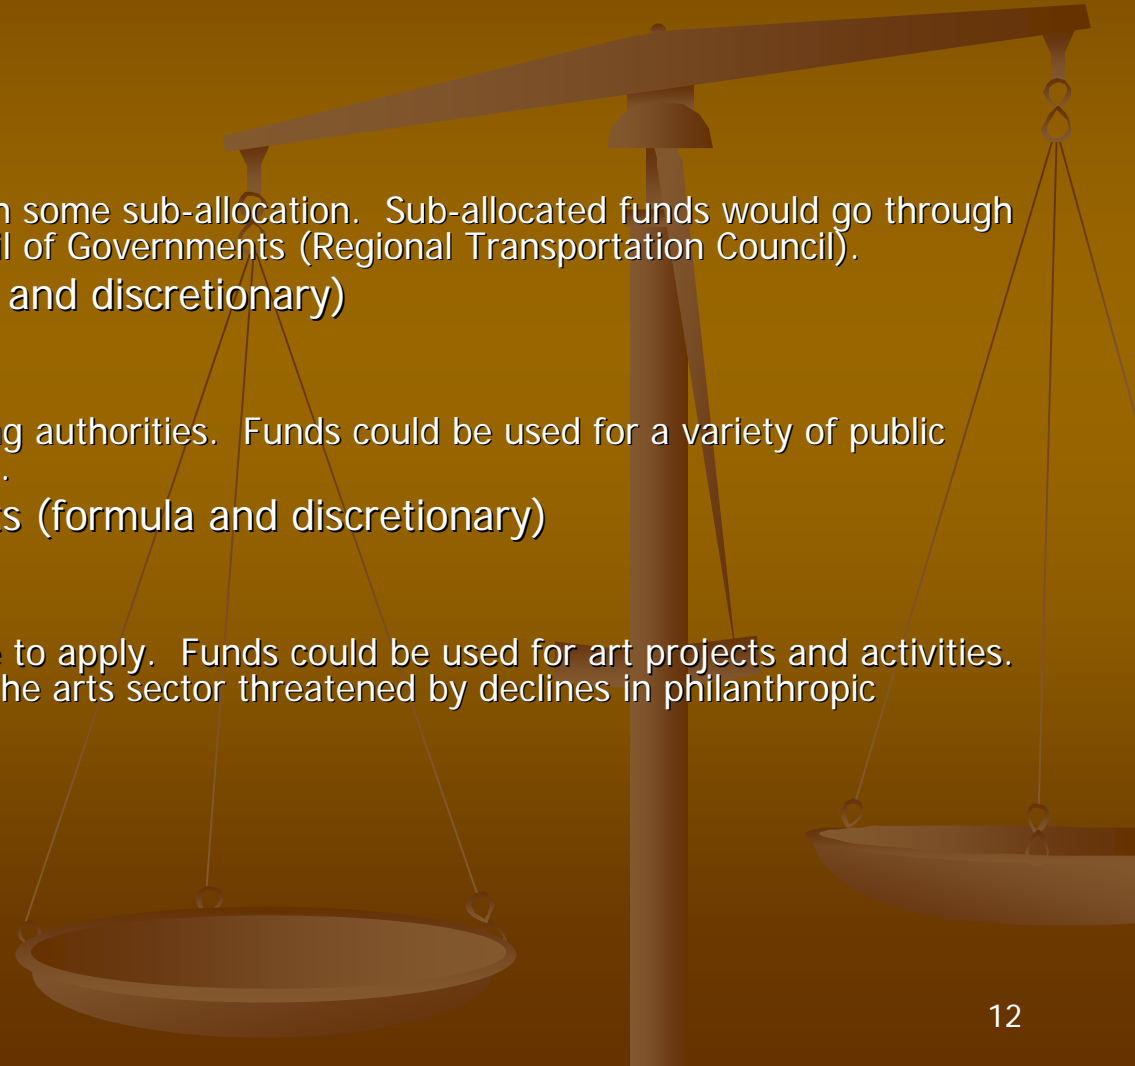 some sub-allocation. Sub-allocated funds would go through
of Governments (Regional Transportation Council).
and discretionary)
authorities. Funds could be used for a variety of public
.
(formula and discretionary)
to apply. Funds could be used for art projects and activities.
he arts sector threatened by declines in philanthropic
12